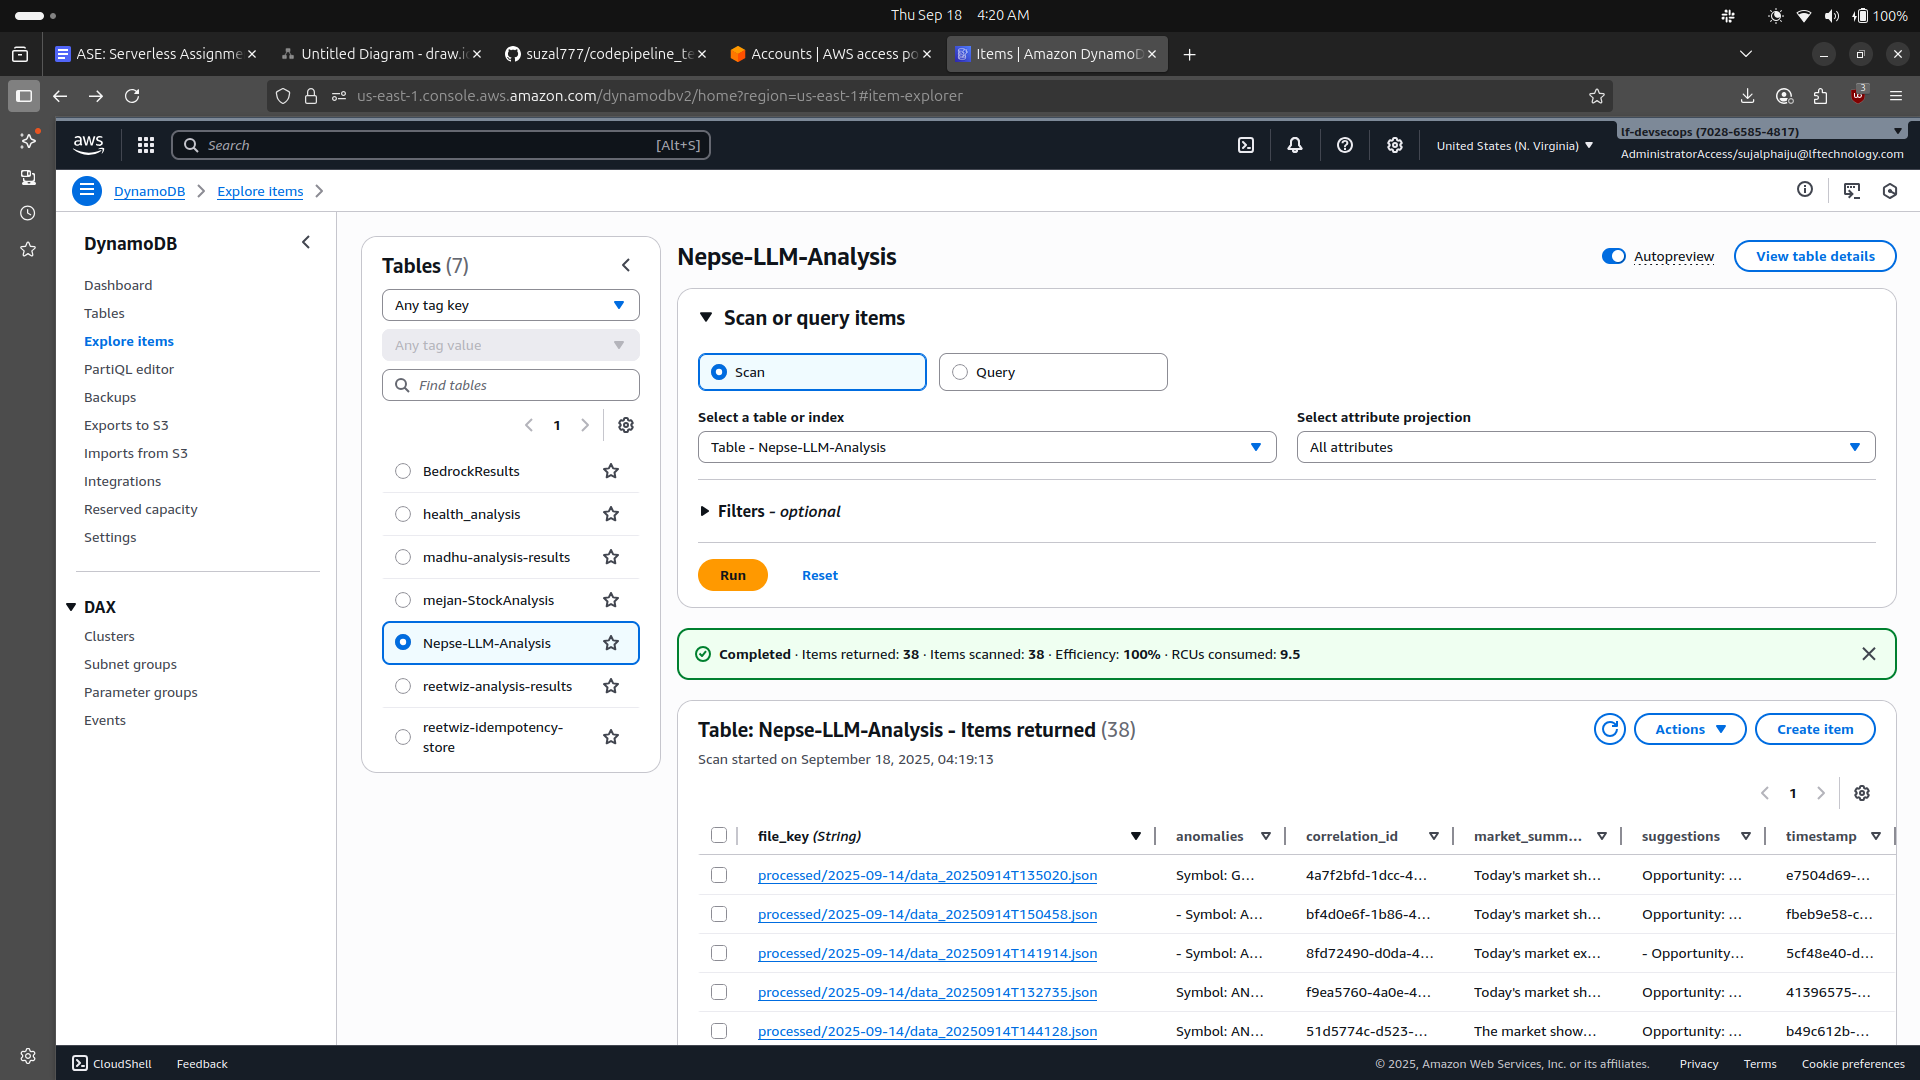 Thu Sep 18 4:20 AM
100%
ASE: Serverless Assignme
Untitled Diagram - draw.i
suzal777/codepipeline_te
Accounts | AWS access po
Items | Amazon DynamoD
us-east-1.console.aws.amazon.com/dynamodbv2/home?region=us-east-1#item-explorer
3
aws
Search [Alt+S]
United States (N. Virginia)
lf-devsecops (7028-6585-4817)
AdministratorAccess/sujalphaiju@lftechnology.com
DynamoDB
Explore items
DynamoDB
Dashboard
Tables
Explore items
PartiQL editor
Backups
Exports to S3
Imports from S3
Integrations
Reserved capacity
Settings
DAX
Clusters
Subnet groups
Parameter groups
Events
Tables (7)
Any tag key
Any tag value
Find tables
1
BedrockResults
health_analysis
madhu-analysis-results
mejan-StockAnalysis
Nepse-LLM-Analysis
reetwiz-analysis-results
reetwiz-idempotency-
store
Nepse-LLM-Analysis
Autopreview
View table details
Scan or query items
Scan
Query
Select a table or index
Table - Nepse-LLM-Analysis
Select attribute projection
All attributes
Filters - optional
Run
Reset
Completed · Items returned: 38 · Items scanned: 38 · Efficiency: 100% · RCUs consumed: 9.5
Table: Nepse-LLM-Analysis - Items returned (38)
Scan started on September 18, 2025, 04:19:13
Actions
Create item
1
file_key (String) anomalies correlation_id market_summ... suggestions timestamp
processed/2025-09-14/data_20250914T135020.json Symbol: G... 4a7f2bfd-1dcc-4... Today's market sh... Opportunity: ... e7504d69-...
processed/2025-09-14/data_20250914T150458.json - Symbol: A... bf4d0e6f-1b86-4... Today's market sh... Opportunity: ... fbeb9e58-c...
processed/2025-09-14/data_20250914T141914.json - Symbol: A... 8fd72490-d0da-4... Today's market ex... - Opportunity... 5cf48e40-d...
processed/2025-09-14/data_20250914T132735.json Symbol: AN... f9ea5760-4a0e-4... Today's market sh... Opportunity: ... 41396575-...
processed/2025-09-14/data_20250914T144128.json Symbol: AN... 51d5774c-d523-... The market show... Opportunity: ... b49c612b-...
CloudShell
Feedback
© 2025, Amazon Web Services, Inc. or its affiliates.
Privacy
Terms
Cookie preferences